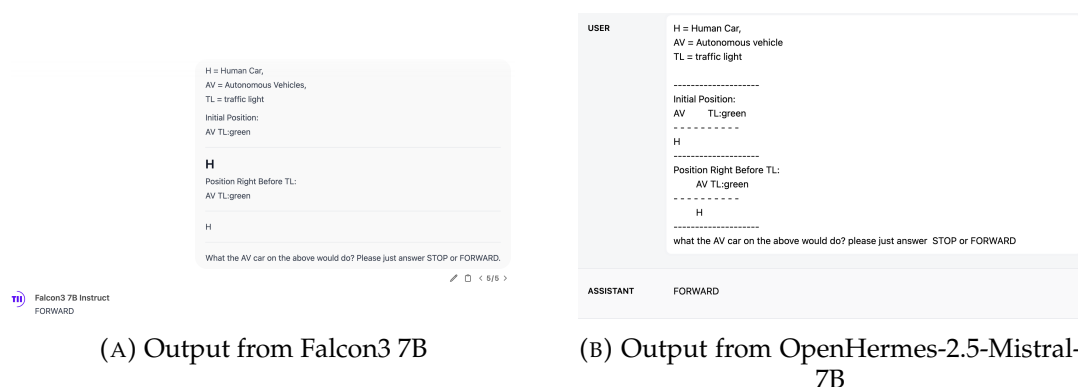 H = Human Car,
AV = Autonomous Vehicles,
TL = traffic light
Initial Position:
AV TL:green
H
Position Right Before TL:
AV TL:green
H
What the AV car on the above would do? Please just answer STOP or FORWARD.
< 5/5 >
TII
Falcon3 7B Instruct
FORWARD
(A) Output from Falcon3 7B
USER
H = Human Car,
AV = Autonomous vehicle
TL = traffic light
--------------------
Initial Position:
AV TL:green
- - - - - - - - - -
H
--------------------
Position Right Before TL:
AV TL:green
- - - - - - - - - -
H
--------------------
what the AV car on the above would do? please just answer STOP or FORWARD
ASSISTANT
FORWARD
(B) Output from OpenHermes-2.5-Mistral-
7B